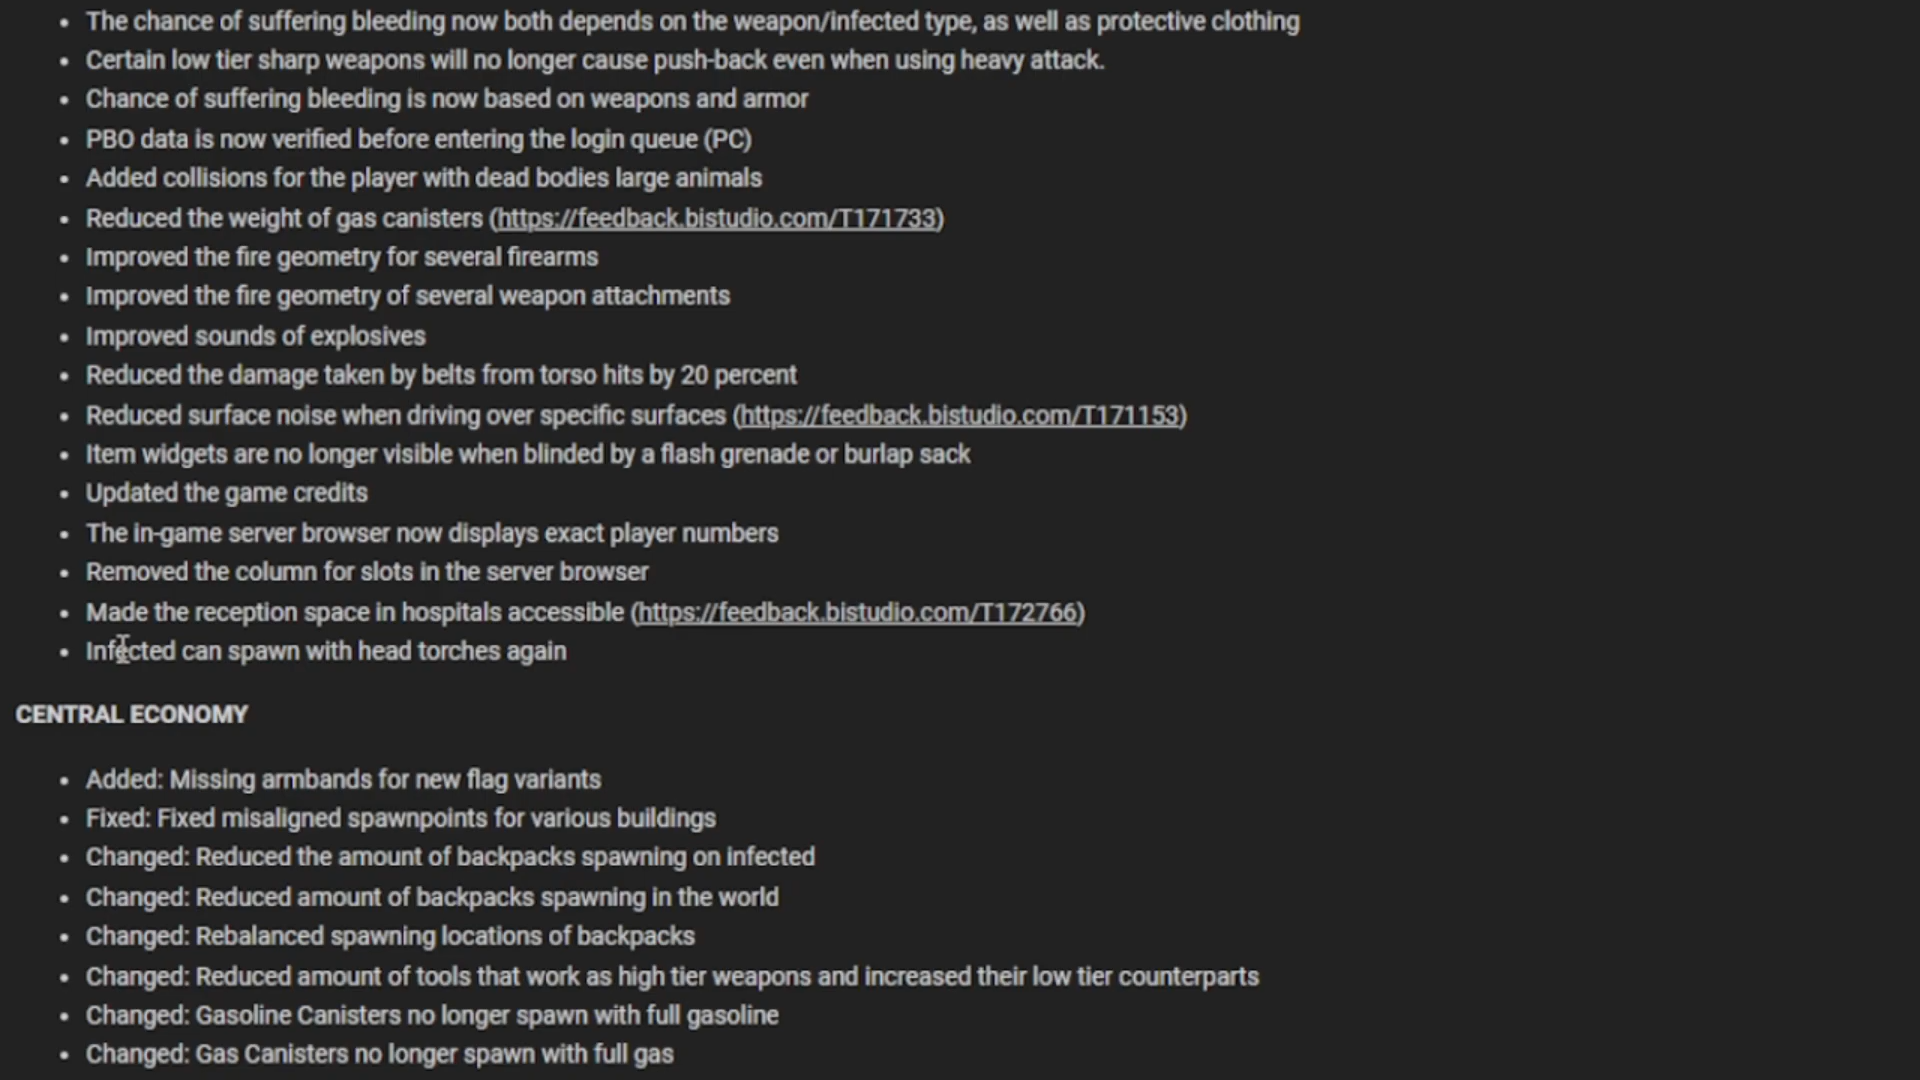 • The chance of suffering bleeding now both depends on the weapon/infected type, as well as protective clothing
• Certain low tier sharp weapons will no longer cause push-back even when using heavy attack.
• Chance of suffering bleeding is now based on weapons and armor
• PBO data is now verified before entering the login queue (PC)
• Added collisions for the player with dead bodies large animals
• Reduced the weight of gas canisters (https://feedback.bistudio.com/T171733)
• Improved the fire geometry for several firearms
• Improved the fire geometry of several weapon attachments
• Improved sounds of explosives
• Reduced the damage taken by belts from torso hits by 20 percent
• Reduced surface noise when driving over specific surfaces (https://feedback.bistudio.com/T171153)
• Item widgets are no longer visible when blinded by a flash grenade or burlap sack
• Updated the game credits
• The in-game server browser now displays exact player numbers
• Removed the column for slots in the server browser
• Made the reception space in hospitals accessible (https://feedback.bistudio.com/T172766)
• Infected can spawn with head torches again
CENTRAL ECONOMY
• Added: Missing armbands for new flag variants
• Fixed: Fixed misaligned spawnpoints for various buildings
• Changed: Reduced the amount of backpacks spawning on infected
• Changed: Reduced amount of backpacks spawning in the world
• Changed: Rebalanced spawning locations of backpacks
• Changed: Reduced amount of tools that work as high tier weapons and increased their low tier counterparts
• Changed: Gasoline Canisters no longer spawn with full gasoline
• Changed: Gas Canisters no longer spawn with full gas